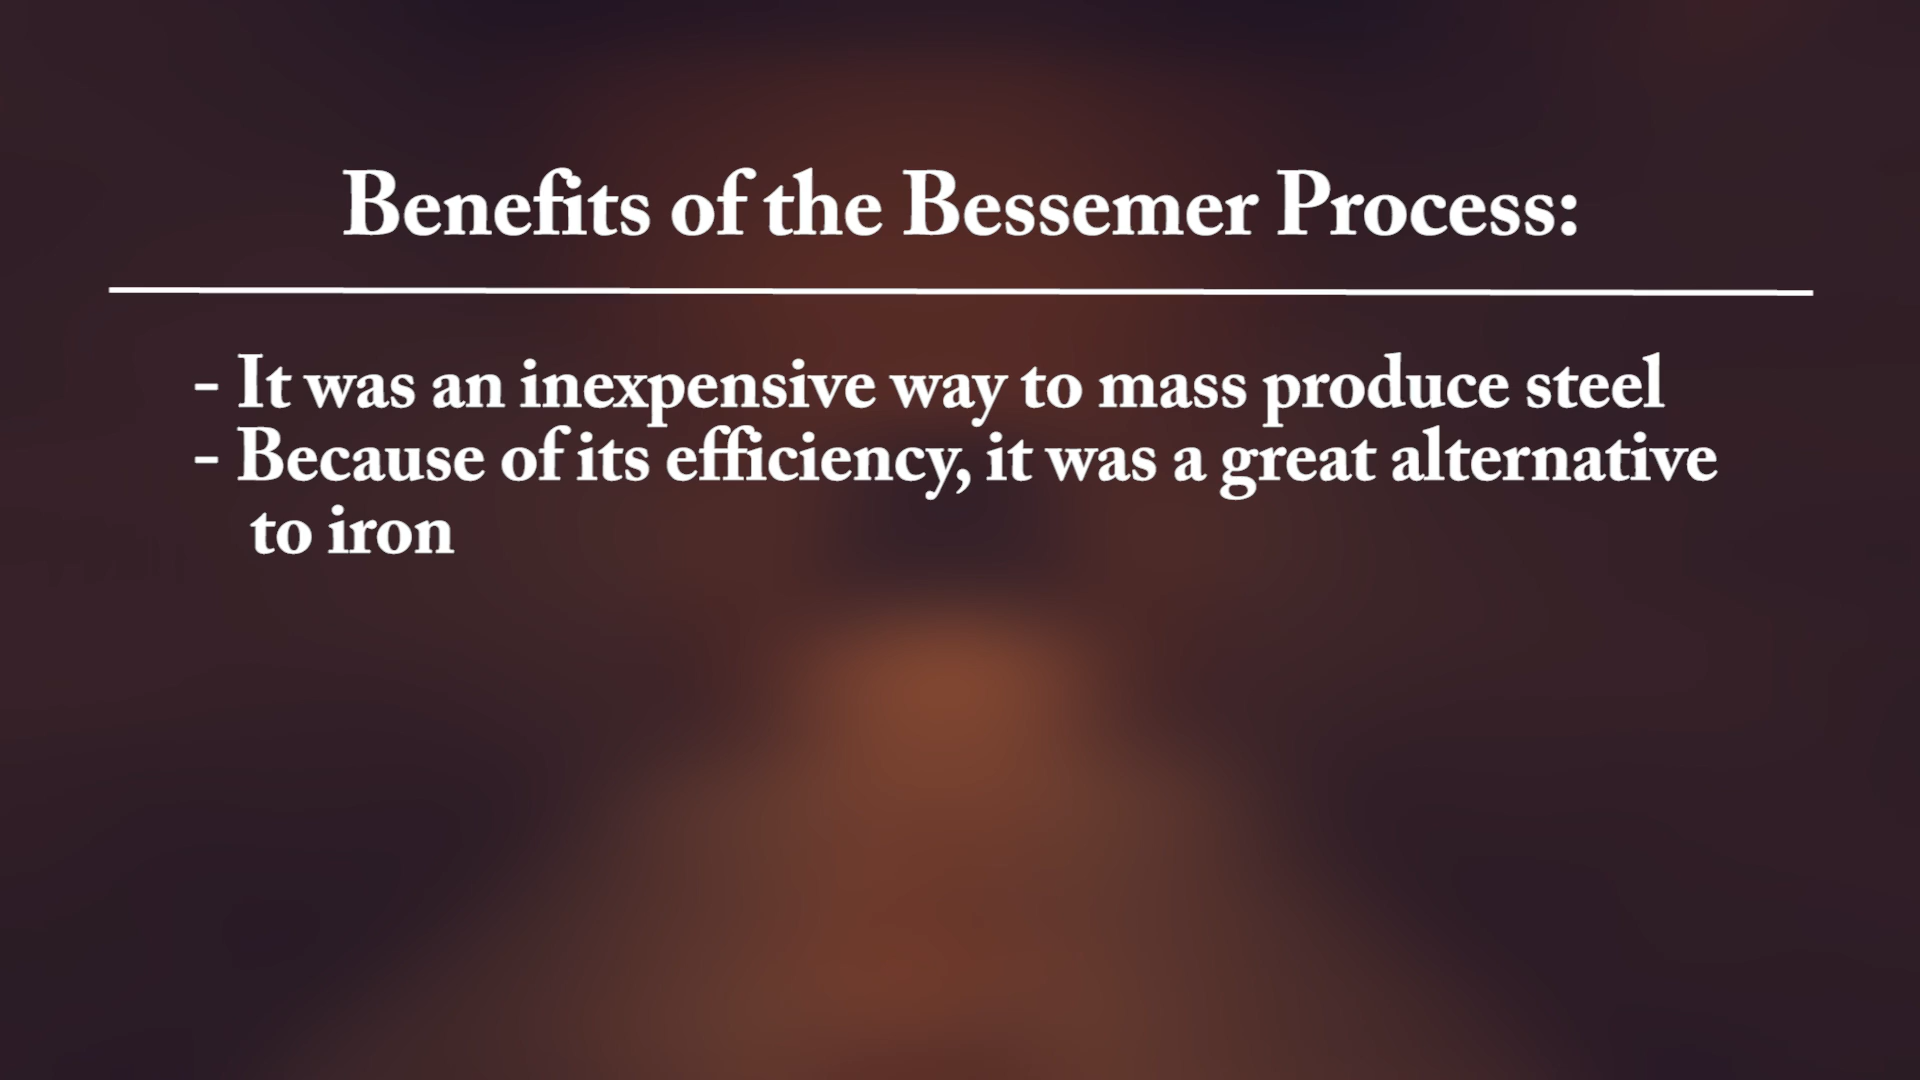 Benefits of the Bessemer Process:
- It was an inexpensive way to mass produce steel
- Because of its efficiency, it was a great alternative
to iron